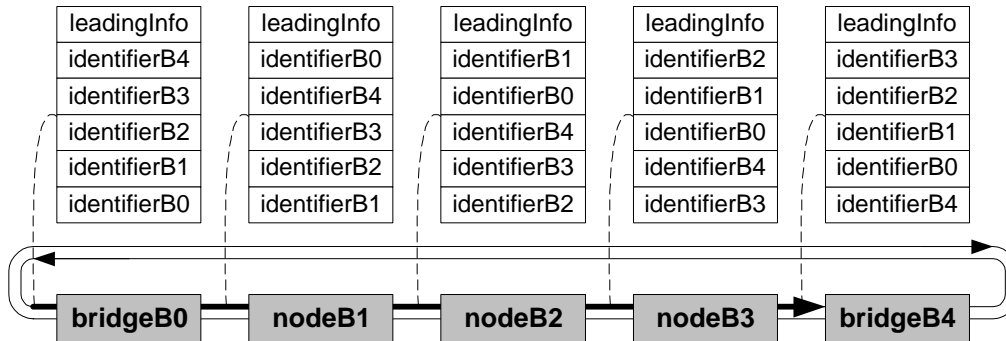 leadingInfo
identifierB4
identifierB3
identifierB2
identifierB1
identifierB0
leadingInfo
identifierB0
identifierB4
identifierB3
identifierB2
identifierB1
leadingInfo
identifierB1
identifierB0
identifierB4
identifierB3
identifierB2
leadingInfo
identifierB2
identifierB1
identifierB0
identifierB4
identifierB3
leadingInfo
identifierB3
identifierB2
identifierB1
identifierB0
identifierB4
bridgeB0
nodeB1
nodeB2
nodeB3
bridgeB4